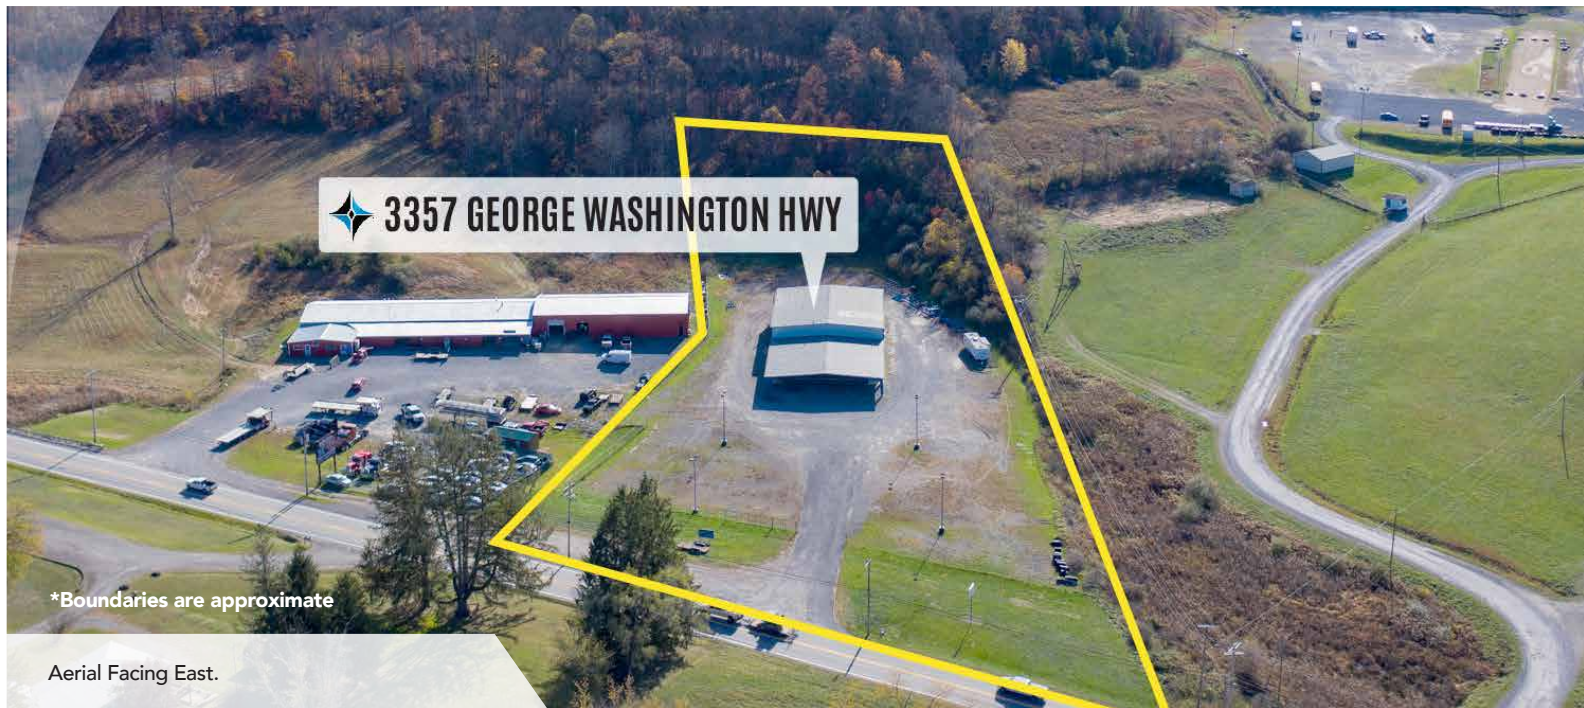 3357 GEORGE WASHINGTON HWY
*Boundaries are approximate
Aerial Facing East.